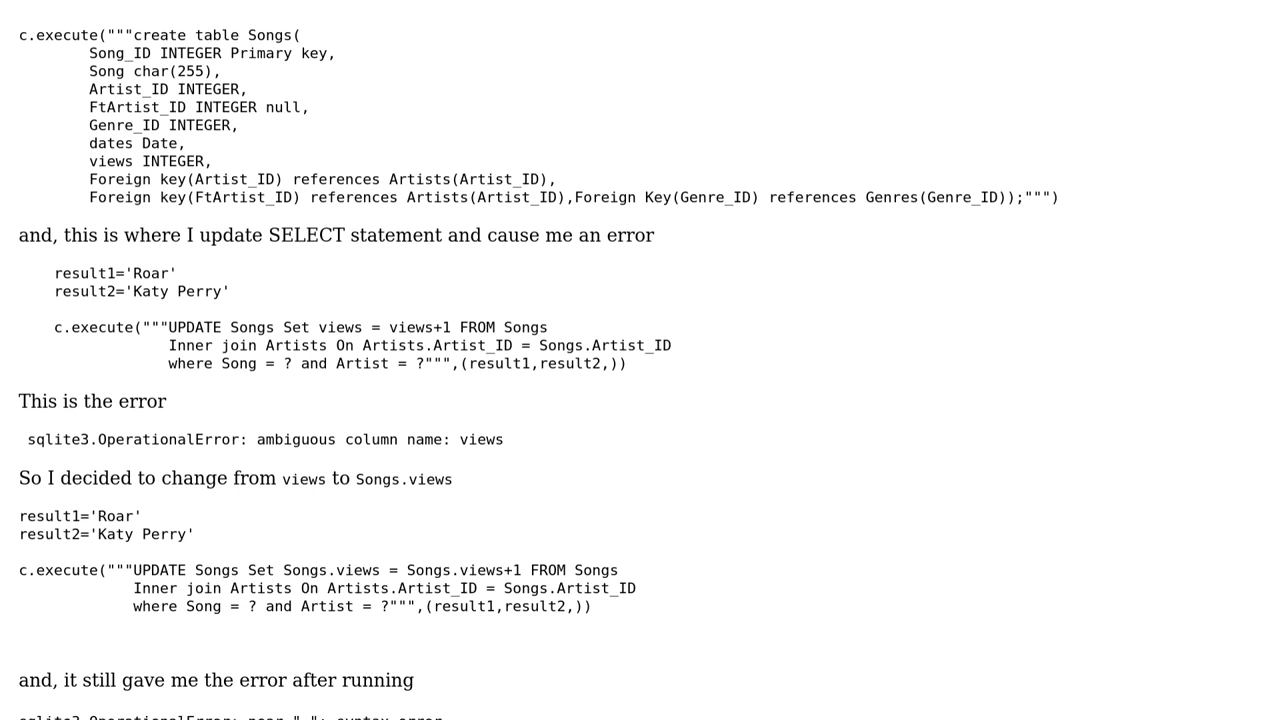 c.execute("""create table Songs(
        Song_ID INTEGER Primary key,
        Song char(255),
        Artist_ID INTEGER,
        FtArtist_ID INTEGER null,
        Genre_ID INTEGER,
        dates Date,
        views INTEGER,
        Foreign key(Artist_ID) references Artists(Artist_ID),
        Foreign key(FtArtist_ID) references Artists(Artist_ID),Foreign Key(Genre_ID) references Genres(Genre_ID));""")
and, this is where I update SELECT statement and cause me an error
    result1='Roar'
    result2='Katy Perry'
    c.execute("""UPDATE Songs Set views = views+1 FROM Songs
                 Inner join Artists On Artists.Artist_ID = Songs.Artist_ID
                 where Song = ? and Artist = ?""",(result1,result2,))
This is the error
 sqlite3.OperationalError: ambiguous column name: views
So I decided to change from views to Songs.views
result1='Roar'
result2='Katy Perry'
c.execute("""UPDATE Songs Set Songs.views = Songs.views+1 FROM Songs
             Inner join Artists On Artists.Artist_ID = Songs.Artist_ID
             where Song = ? and Artist = ?""",(result1,result2,))
and, it still gave me the error after running
sqlite3.OperationalError: near ".": syntax error